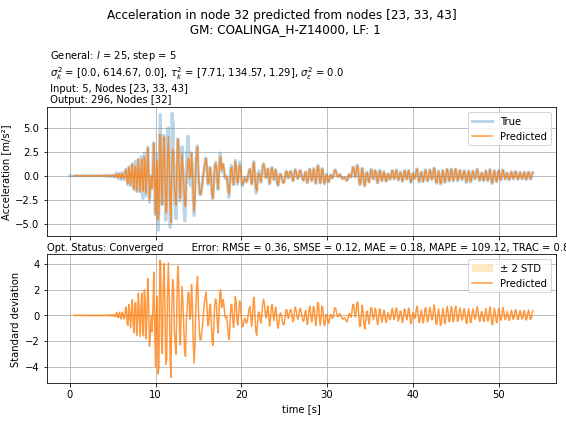 Acceleration in node 32 predicted from nodes [23, 33, 43]
GM: COALINGA_H-Z14000, LF: 1
General: l = 25, step = 5
σ²ₖ = [0.0, 614.67, 0.0], τ²ₖ = [7.71, 134.57, 1.29], σ²ₑ = 0.0
Input: 5, Nodes [23, 33, 43]
Output: 296, Nodes [32]
Acceleration [m/s²]
5.0
2.5
0.0
−2.5
−5.0
True
Predicted
Opt. Status: Converged Error: RMSE = 0.36, SMSE = 0.12, MAE = 0.18, MAPE = 109.12, TRAC = 0.8
Standard deviation
4
2
0
−2
−4
± 2 STD
Predicted
0 10 20 30 40 50
time [s]